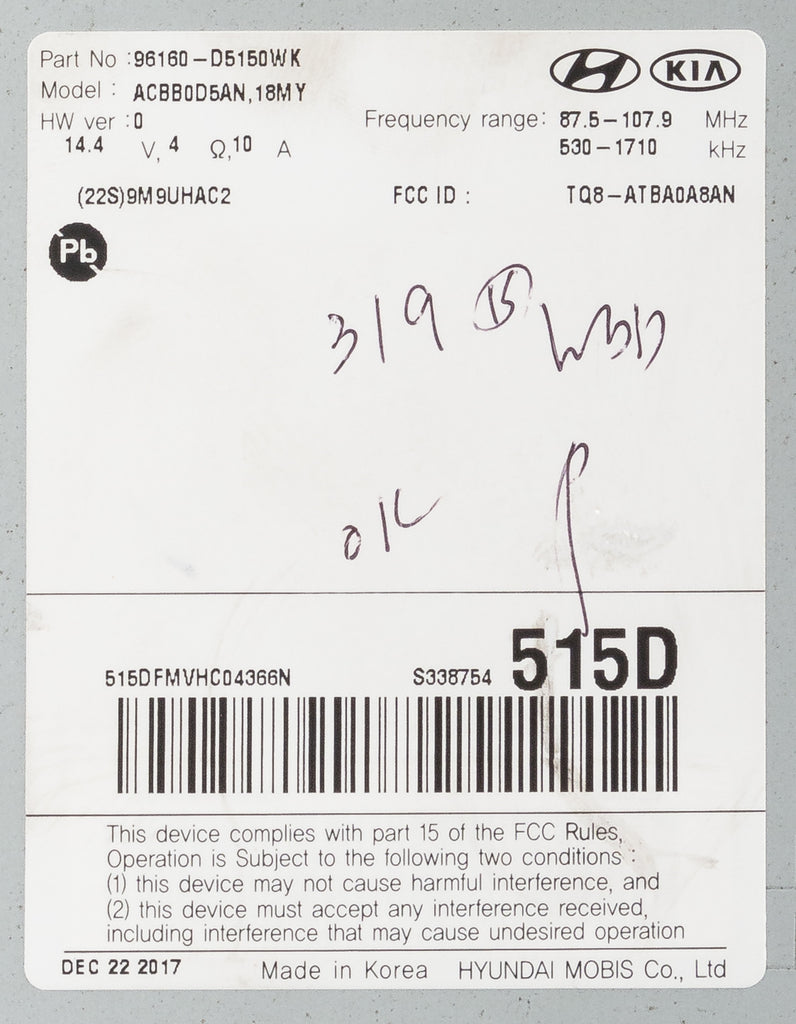 Part No :96160-D5150WK
KIA
Model : ACBB0D5AN,18MY
HW ver :0
Frequency range: 87.5-107.9 MHz
14.4 V, 4 Ω,10 A
530-1710 kHz
(22S)9M9UHAC2 FCC ID : TQ8-ATBA0A8AN
Pb
319 15
OK
515DFMVHC04366N S338754 515D
This device complies with part 15 of the FCC Rules,
Operation is Subject to the following two conditions :
(1) this device may not cause harmful interference, and
(2) this device must accept any interference received,
including interference that may cause undesired operation
DEC 22 2017 Made in Korea HYUNDAI MOBIS Co., Ltd